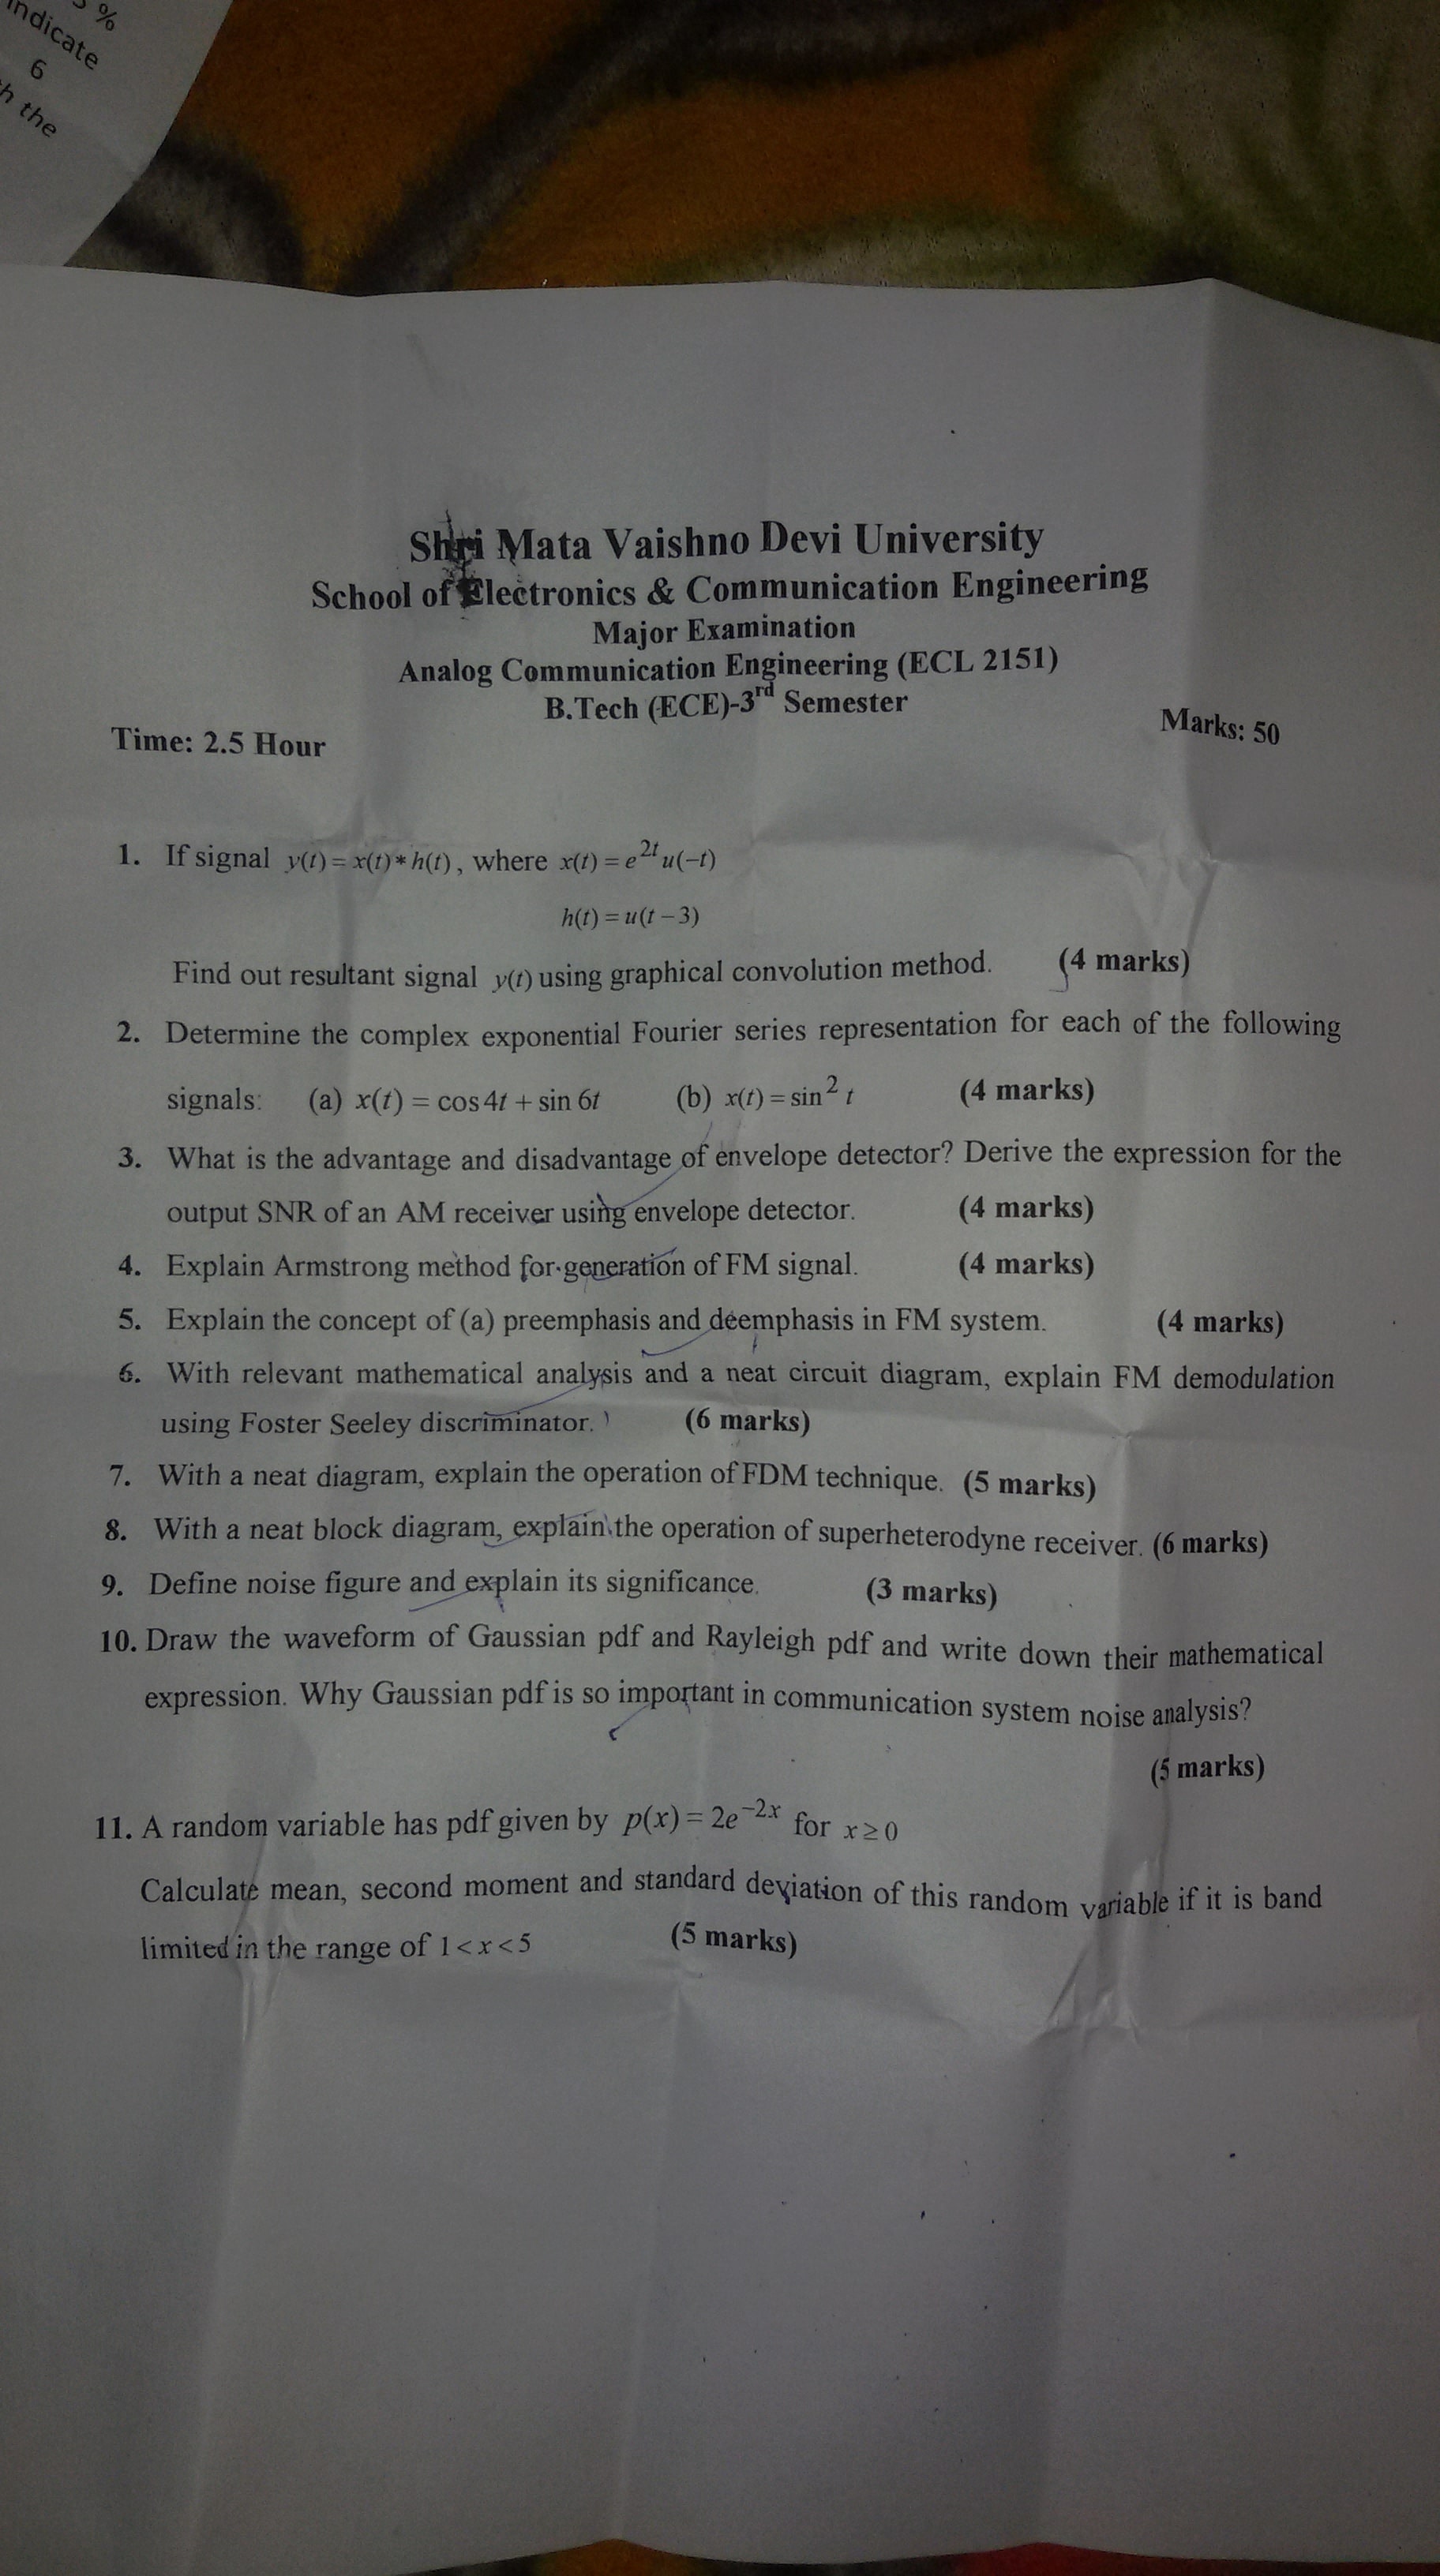 %
indicate
6
h the
Shri Mata Vaishno Devi University
School of Electronics & Communication Engineering
Major Examination
Analog Communication Engineering (ECL 2151)
B.Tech (ECE)-3rd Semester
Time: 2.5 Hour Marks: 50
1. If signal y(t) = x(t) * h(t), where x(t) = e^{2t} u(−t)
h(t) = u(t − 3)
Find out resultant signal y(t) using graphical convolution method. (4 marks)
2. Determine the complex exponential Fourier series representation for each of the following
signals: (a) x(t) = cos 4t + sin 6t (b) x(t) = sin² t (4 marks)
3. What is the advantage and disadvantage of envelope detector? Derive the expression for the
output SNR of an AM receiver using envelope detector. (4 marks)
4. Explain Armstrong method for generation of FM signal. (4 marks)
5. Explain the concept of (a) preemphasis and deemphasis in FM system. (4 marks)
6. With relevant mathematical analysis and a neat circuit diagram, explain FM demodulation
using Foster Seeley discriminator. (6 marks)
7. With a neat diagram, explain the operation of FDM technique. (5 marks)
8. With a neat block diagram, explain the operation of superheterodyne receiver. (6 marks)
9. Define noise figure and explain its significance. (3 marks)
10. Draw the waveform of Gaussian pdf and Rayleigh pdf and write down their mathematical
expression. Why Gaussian pdf is so important in communication system noise analysis?
(5 marks)
11. A random variable has pdf given by p(x) = 2e^{−2x} for x ≥ 0
Calculate mean, second moment and standard deviation of this random variable if it is band
limited in the range of 1 < x < 5 (5 marks)